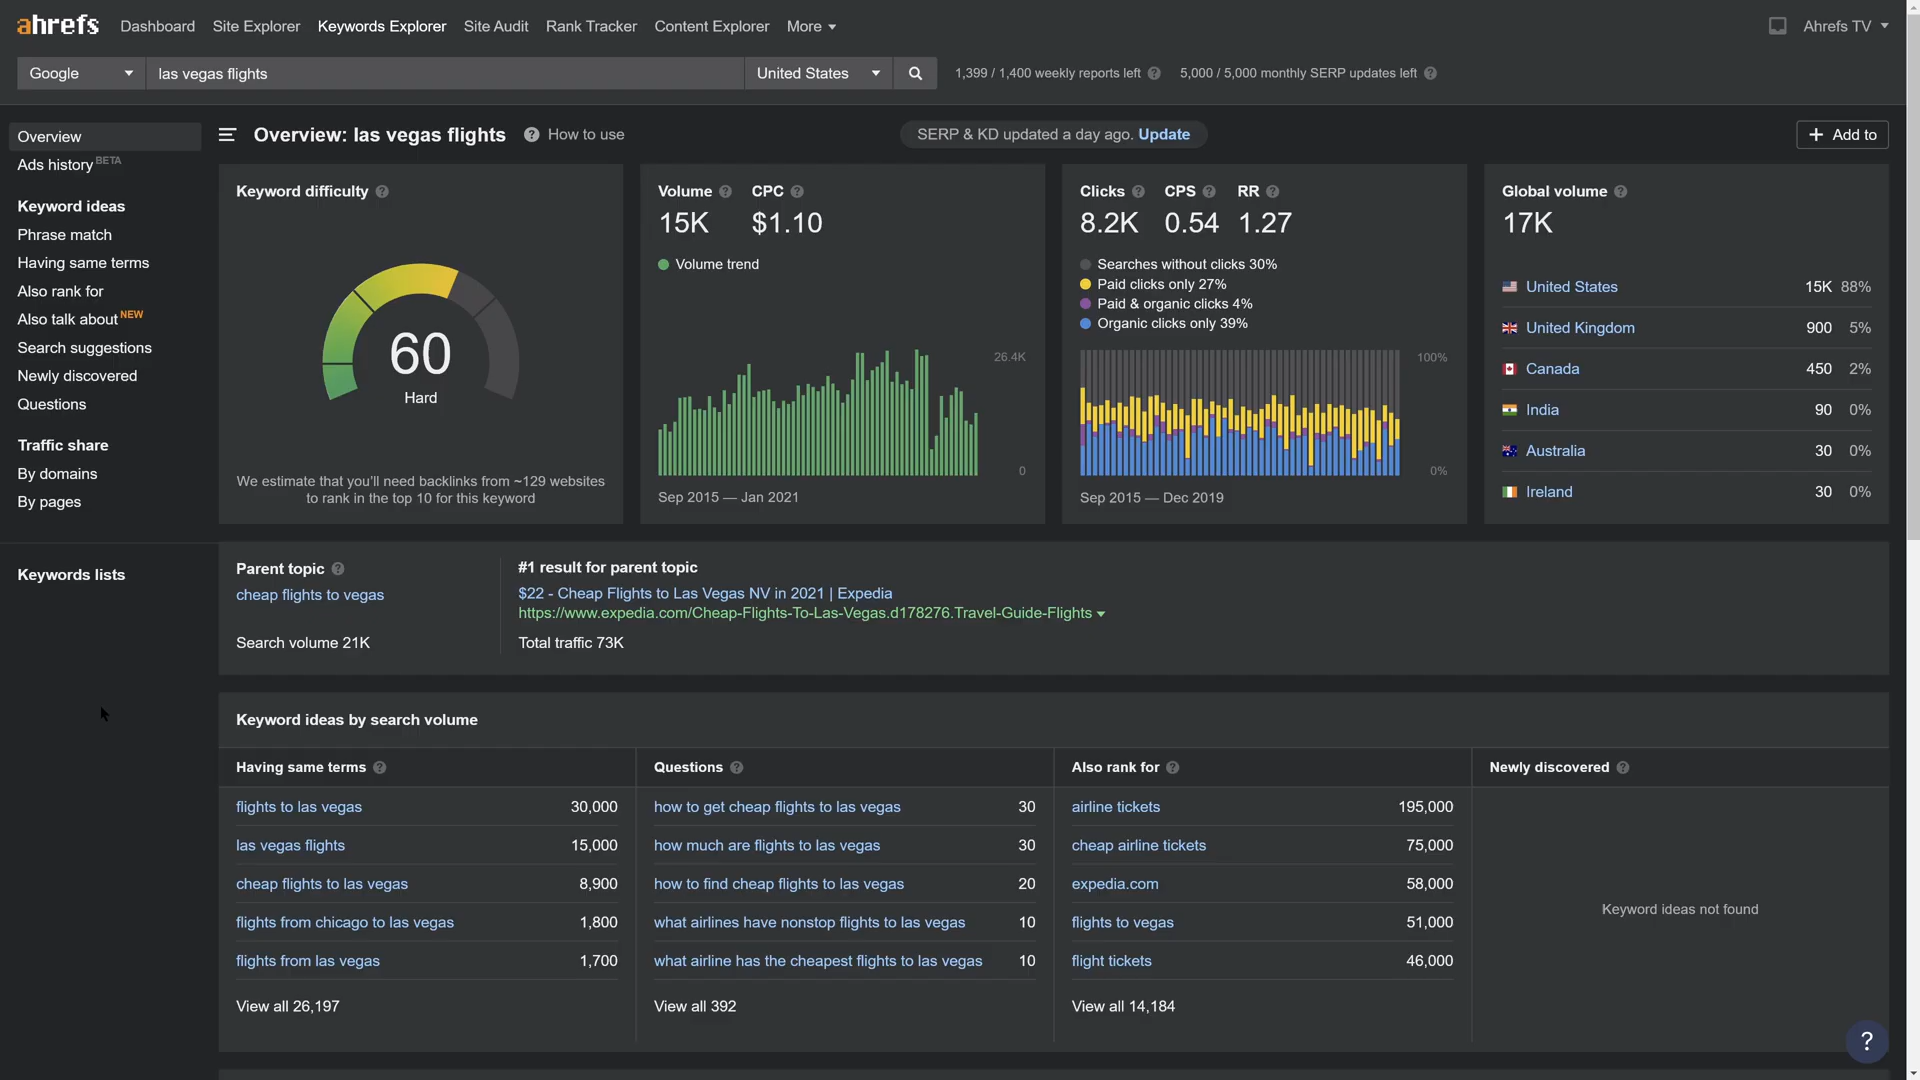 ahrefs Dashboard Site Explorer Keywords Explorer Site Audit Rank Tracker Content Explorer More Ahrefs TV
Google las vegas flights United States 1,399 / 1,400 weekly reports left ? 5,000 / 5,000 monthly SERP updates left ?
Overview
Ads history BETA
Keyword ideas
Phrase match
Having same terms
Also rank for
Also talk about NEW
Search suggestions
Newly discovered
Questions
Traffic share
By domains
By pages
Keywords lists
Overview: las vegas flights ? How to use SERP & KD updated a day ago. Update + Add to
Keyword difficulty ?
60
Hard
We estimate that you'll need backlinks from ~129 websites
to rank in the top 10 for this keyword
Volume ? CPC ?
15K $1.10
Volume trend
26.4K
0
Sep 2015 — Jan 2021
Clicks ? CPS ? RR ?
8.2K 0.54 1.27
Searches without clicks 30%
Paid clicks only 27%
Paid & organic clicks 4%
Organic clicks only 39%
100%
0%
Sep 2015 — Dec 2019
Global volume ?
17K
United States 15K 88%
United Kingdom 900 5%
Canada 450 2%
India 90 0%
Australia 30 0%
Ireland 30 0%
Parent topic ?
cheap flights to vegas
Search volume 21K
#1 result for parent topic
$22 - Cheap Flights to Las Vegas NV in 2021 | Expedia
https://www.expedia.com/Cheap-Flights-To-Las-Vegas.d178276.Travel-Guide-Flights
Total traffic 73K
Keyword ideas by search volume
Having same terms ?
flights to las vegas 30,000
las vegas flights 15,000
cheap flights to las vegas 8,900
flights from chicago to las vegas 1,800
flights from las vegas 1,700
View all 26,197
Questions ?
how to get cheap flights to las vegas 30
how much are flights to las vegas 30
how to find cheap flights to las vegas 20
what airlines have nonstop flights to las vegas 10
what airline has the cheapest flights to las vegas 10
View all 392
Also rank for ?
airline tickets 195,000
cheap airline tickets 75,000
expedia.com 58,000
flights to vegas 51,000
flight tickets 46,000
View all 14,184
Newly discovered ?
Keyword ideas not found
?